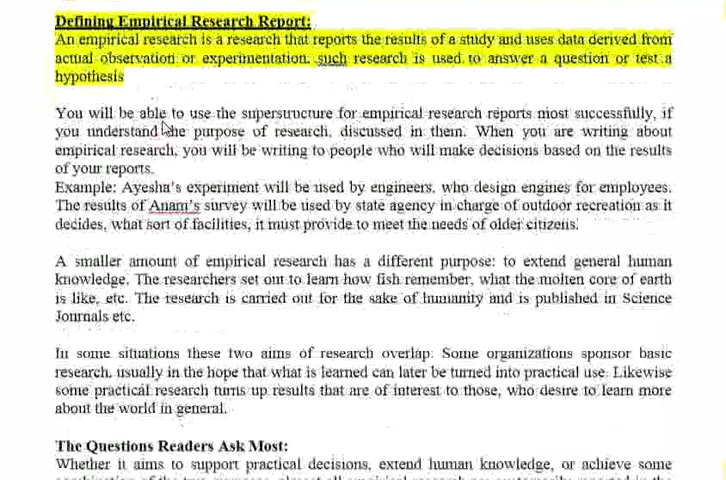 Defining Empirical Research Report:
An empirical research is a research that reports the results of a study and uses data derived from
actual observation or experimentation, such research is used to answer a question or test a
hypothesis
You will be able to use the superstructure for empirical research reports most successfully, if
you understand the purpose of research, discussed in them. When you are writing about
empirical research, you will be writing to people who will make decisions based on the results
of your reports.
Example: Ayesha's experiment will be used by engineers, who design engines for employees.
The results of Anam's survey will be used by state agency in charge of outdoor recreation as it
decides, what sort of facilities, it must provide to meet the needs of older citizens.
A smaller amount of empirical research has a different purpose: to extend general human
knowledge. The researchers set out to learn how fish remember, what the molten core of earth
is like, etc. The research is carried out for the sake of humanity and is published in Science
Journals etc.
In some situations these two aims of research overlap. Some organizations sponsor basic
research, usually in the hope that what is learned can later be turned into practical use. Likewise
some practical research turns up results that are of interest to those, who desire to learn more
about the world in general.
The Questions Readers Ask Most:
Whether it aims to support practical decisions, extend human knowledge, or achieve some